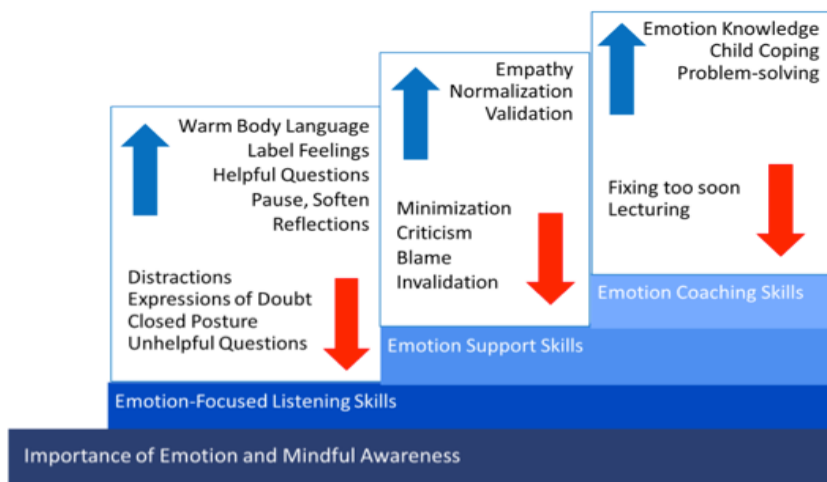 Warm Body Language
Label Feelings
Helpful Questions
Pause, Soften
Reflections
Distractions
Expressions of Doubt
Closed Posture
Unhelpful Questions
Emotion-Focused Listening Skills
Empathy
Normalization
Validation
Minimization
Criticism
Blame
Invalidation
Emotion Support Skills
Emotion Knowledge
Child Coping
Problem-solving
Fixing too soon
Lecturing
Emotion Coaching Skills
Importance of Emotion and Mindful Awareness